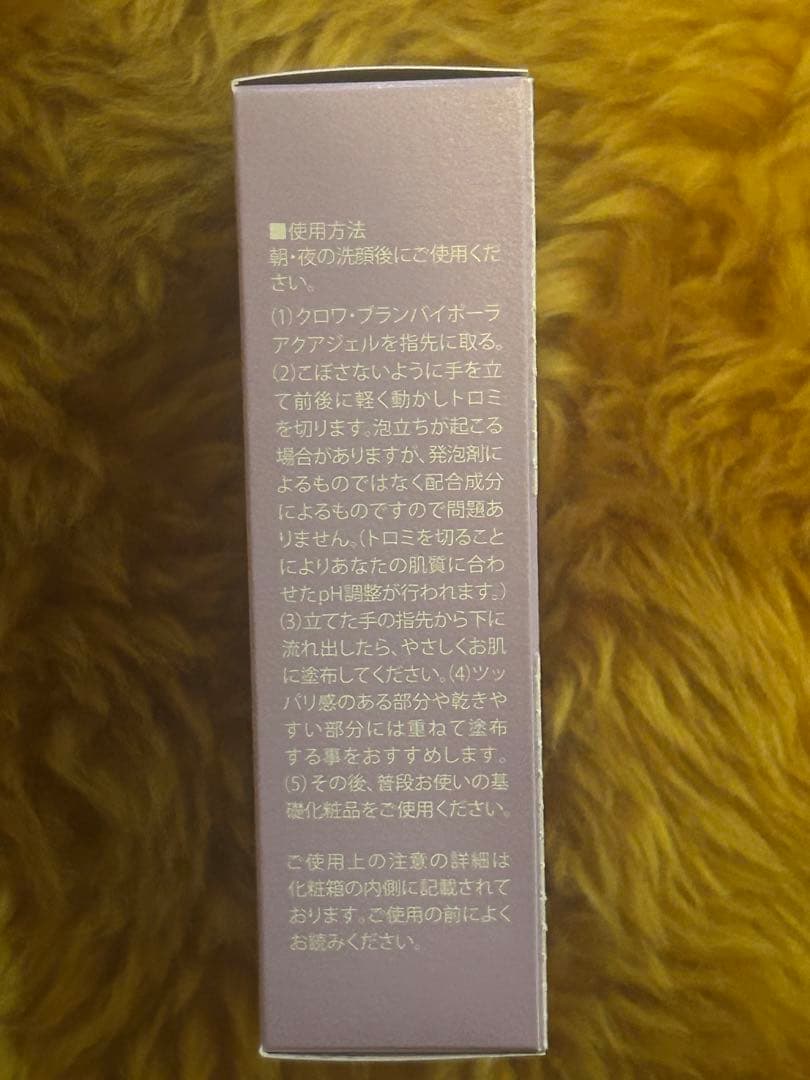 ■使用方法
朝・夜の洗顔後にご使用くだ
さい。
(1)クロワ・ブランバイポーラ
アクアジェルを指先に取る。
(2)こぼさないように手を立
て前後に軽く動かしトロミ
を切ります。泡立ちが起こる
場合がありますが、発泡剤に
よるものではなく配合成分
によるものですので問題あ
りません。(トロミを切ること
によりあなたの肌質に合わ
せたpH調整が行われます。)
(3)立てた手の指先から下に
流れ出したら、やさしくお肌
に塗布してください。(4)ツッ
パリ感のある部分や乾きや
すい部分には重ねて塗布
する事をおすすめします。
(5)その後、普段お使いの基
礎化粧品をご使用ください。
ご使用上の注意の詳細は
化粧箱の内側に記載されて
おります。ご使用の前によく
お読みください。